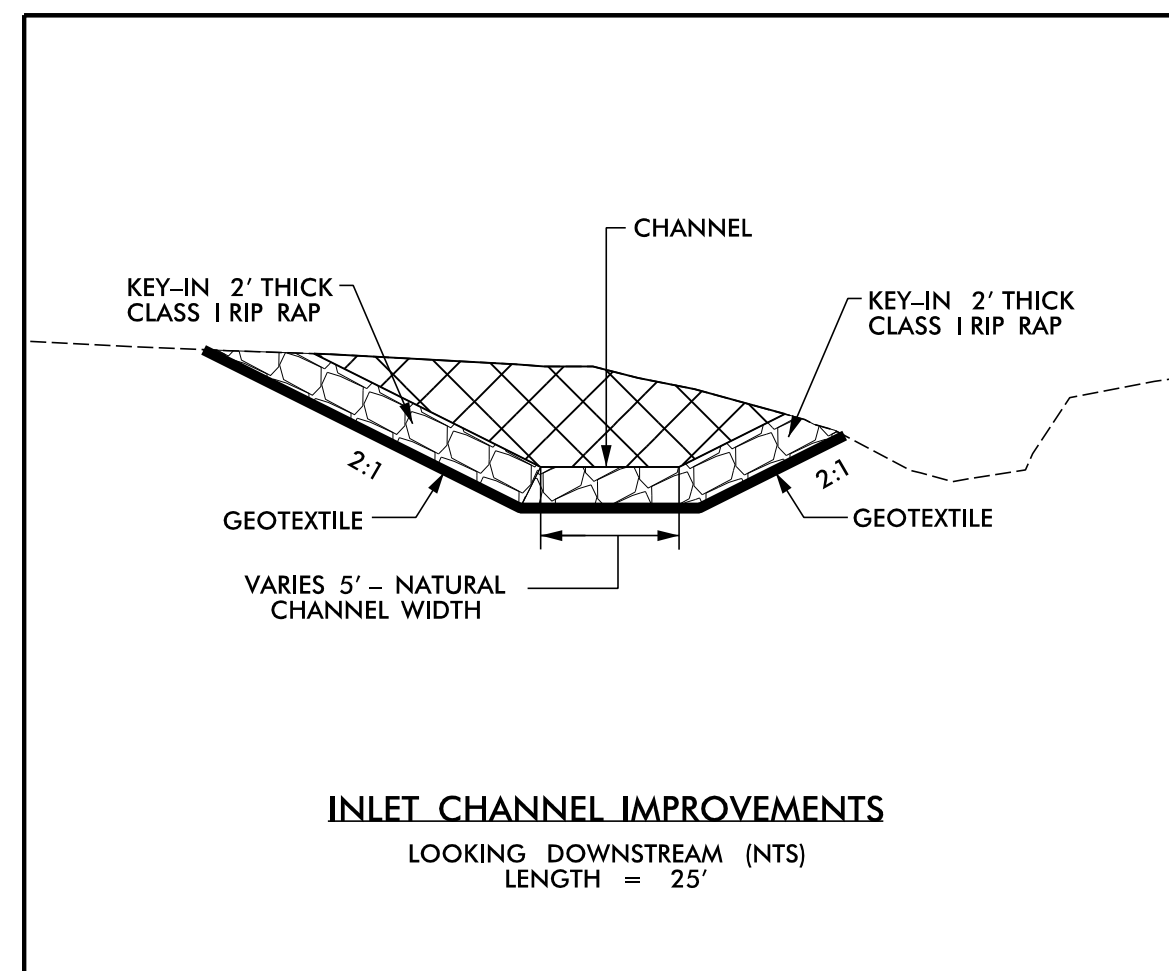 CHANNEL
KEY-IN 2' THICK
CLASS I RIP RAP
KEY-IN 2' THICK
CLASS I RIP RAP
2:1
2:1
GEOTEXTILE
GEOTEXTILE
VARIES 5' - NATURAL
CHANNEL WIDTH
INLET CHANNEL IMPROVEMENTS
LOOKING DOWNSTREAM (NTS)
LENGTH = 25'